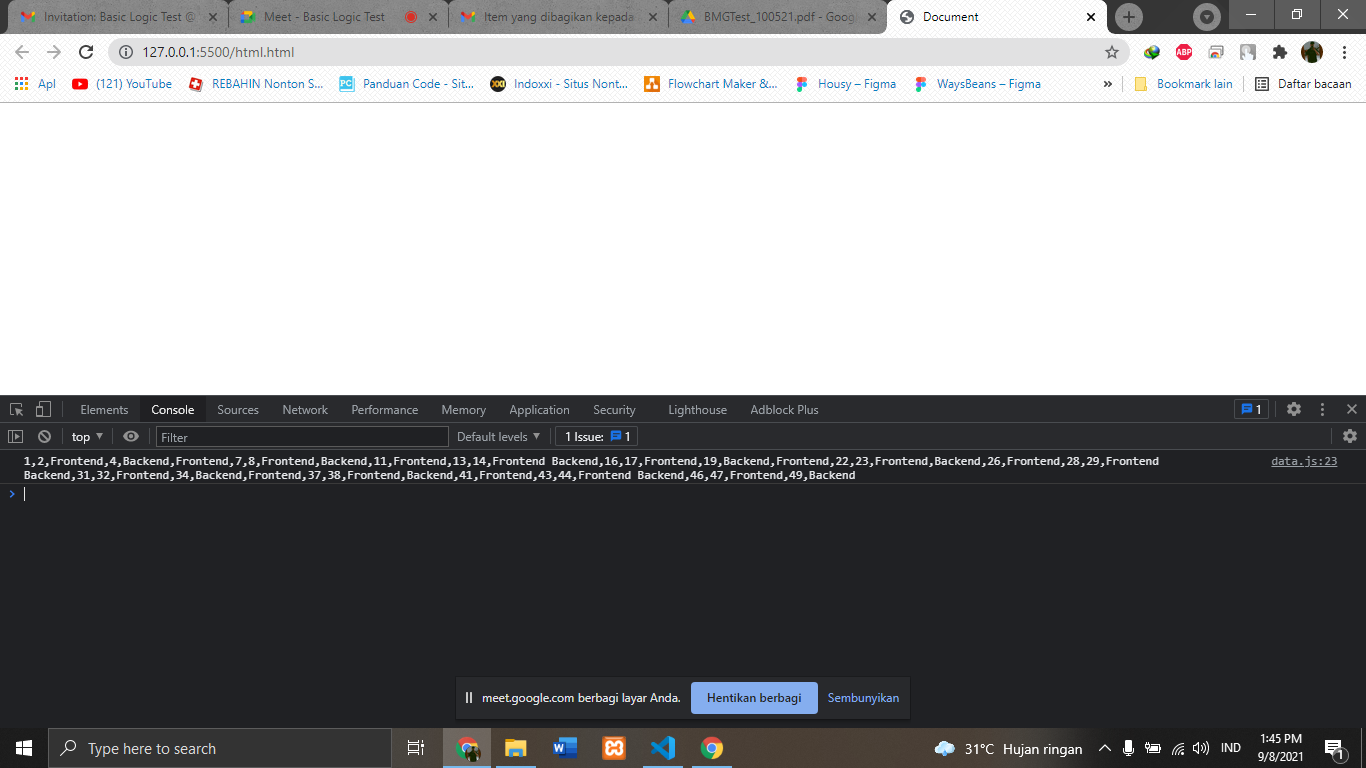 Invitation: Basic Logic Test @
Meet - Basic Logic Test
Item yang dibagikan kepada
BMGTest_100521.pdf - Googl
Document
127.0.0.1:5500/html.html
ABP
Apl
(121) YouTube
REBAHIN Nonton S...
PC
Panduan Code - Sit...
Indoxxi - Situs Nont...
Flowchart Maker &...
Housy – Figma
WaysBeans – Figma
»
Bookmark lain
Daftar bacaan
Elements
Console
Sources
Network
Performance
Memory
Application
Security
Lighthouse
Adblock Plus
1
top
Filter
Default levels
1 Issue:
1
1,2,Frontend,4,Backend,Frontend,7,8,Frontend,Backend,11,Frontend,13,14,Frontend Backend,16,17,Frontend,19,Backend,Frontend,22,23,Frontend,Backend,26,Frontend,28,29,Frontend
data.js:23
Backend,31,32,Frontend,34,Backend,Frontend,37,38,Frontend,Backend,41,Frontend,43,44,Frontend Backend,46,47,Frontend,49,Backend
meet.google.com berbagi layar Anda.
Hentikan berbagi
Sembunyikan
Type here to search
31°C Hujan ringan
IND
1:45 PM
9/8/2021
1